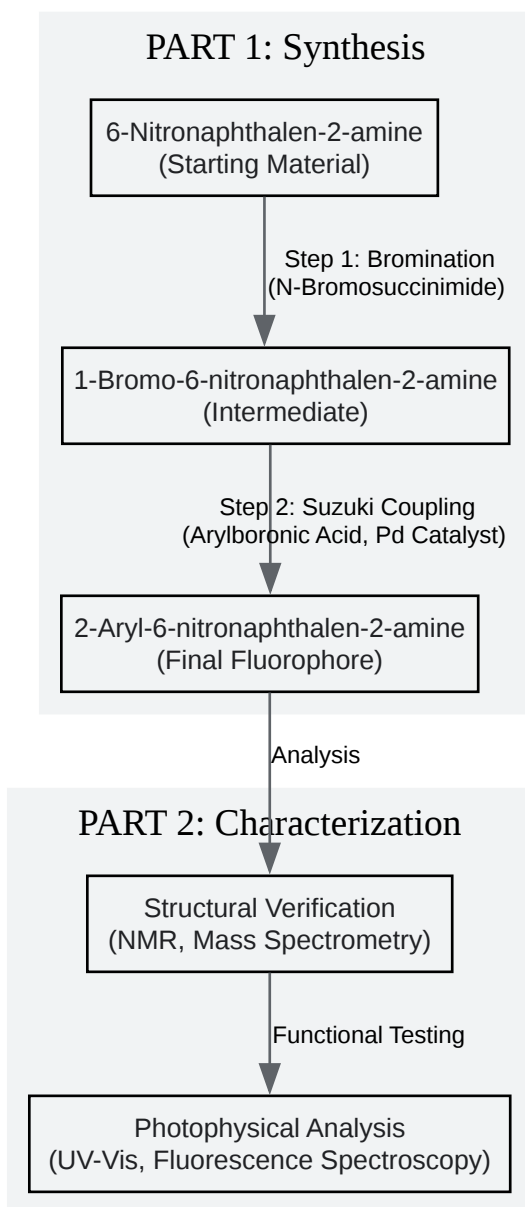 PART 1: Synthesis
6-Nitronaphthalen-2-amine
(Starting Material)
Step 1: Bromination
(N-Bromosuccinimide)
1-Bromo-6-nitronaphthalen-2-amine
(Intermediate)
Step 2: Suzuki Coupling
(Arylboronic Acid, Pd Catalyst)
2-Aryl-6-nitronaphthalen-2-amine
(Final Fluorophore)
Analysis
PART 2: Characterization
Structural Verification
(NMR, Mass Spectrometry)
Functional Testing
Photophysical Analysis
(UV-Vis, Fluorescence Spectroscopy)